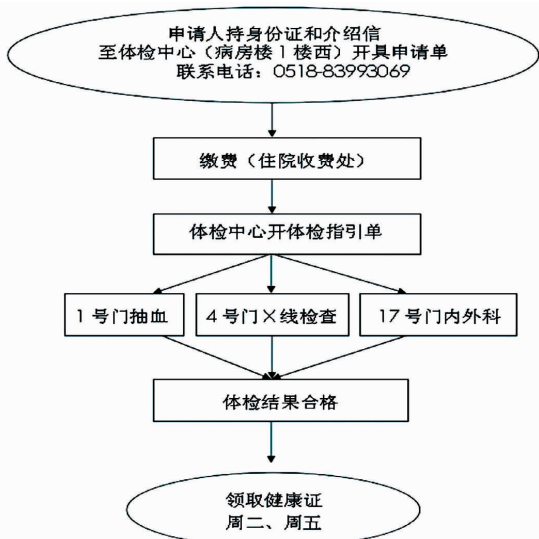 申请人持身份证和介绍信
至体检中心（病房楼1楼西）开具申请单
联系电话：0518-83993069
缴费（住院收费处）
体检中心开体检指引单
1号门抽血
4号门X线检查
17号门内外科
体检结果合格
领取健康证
周二、周五